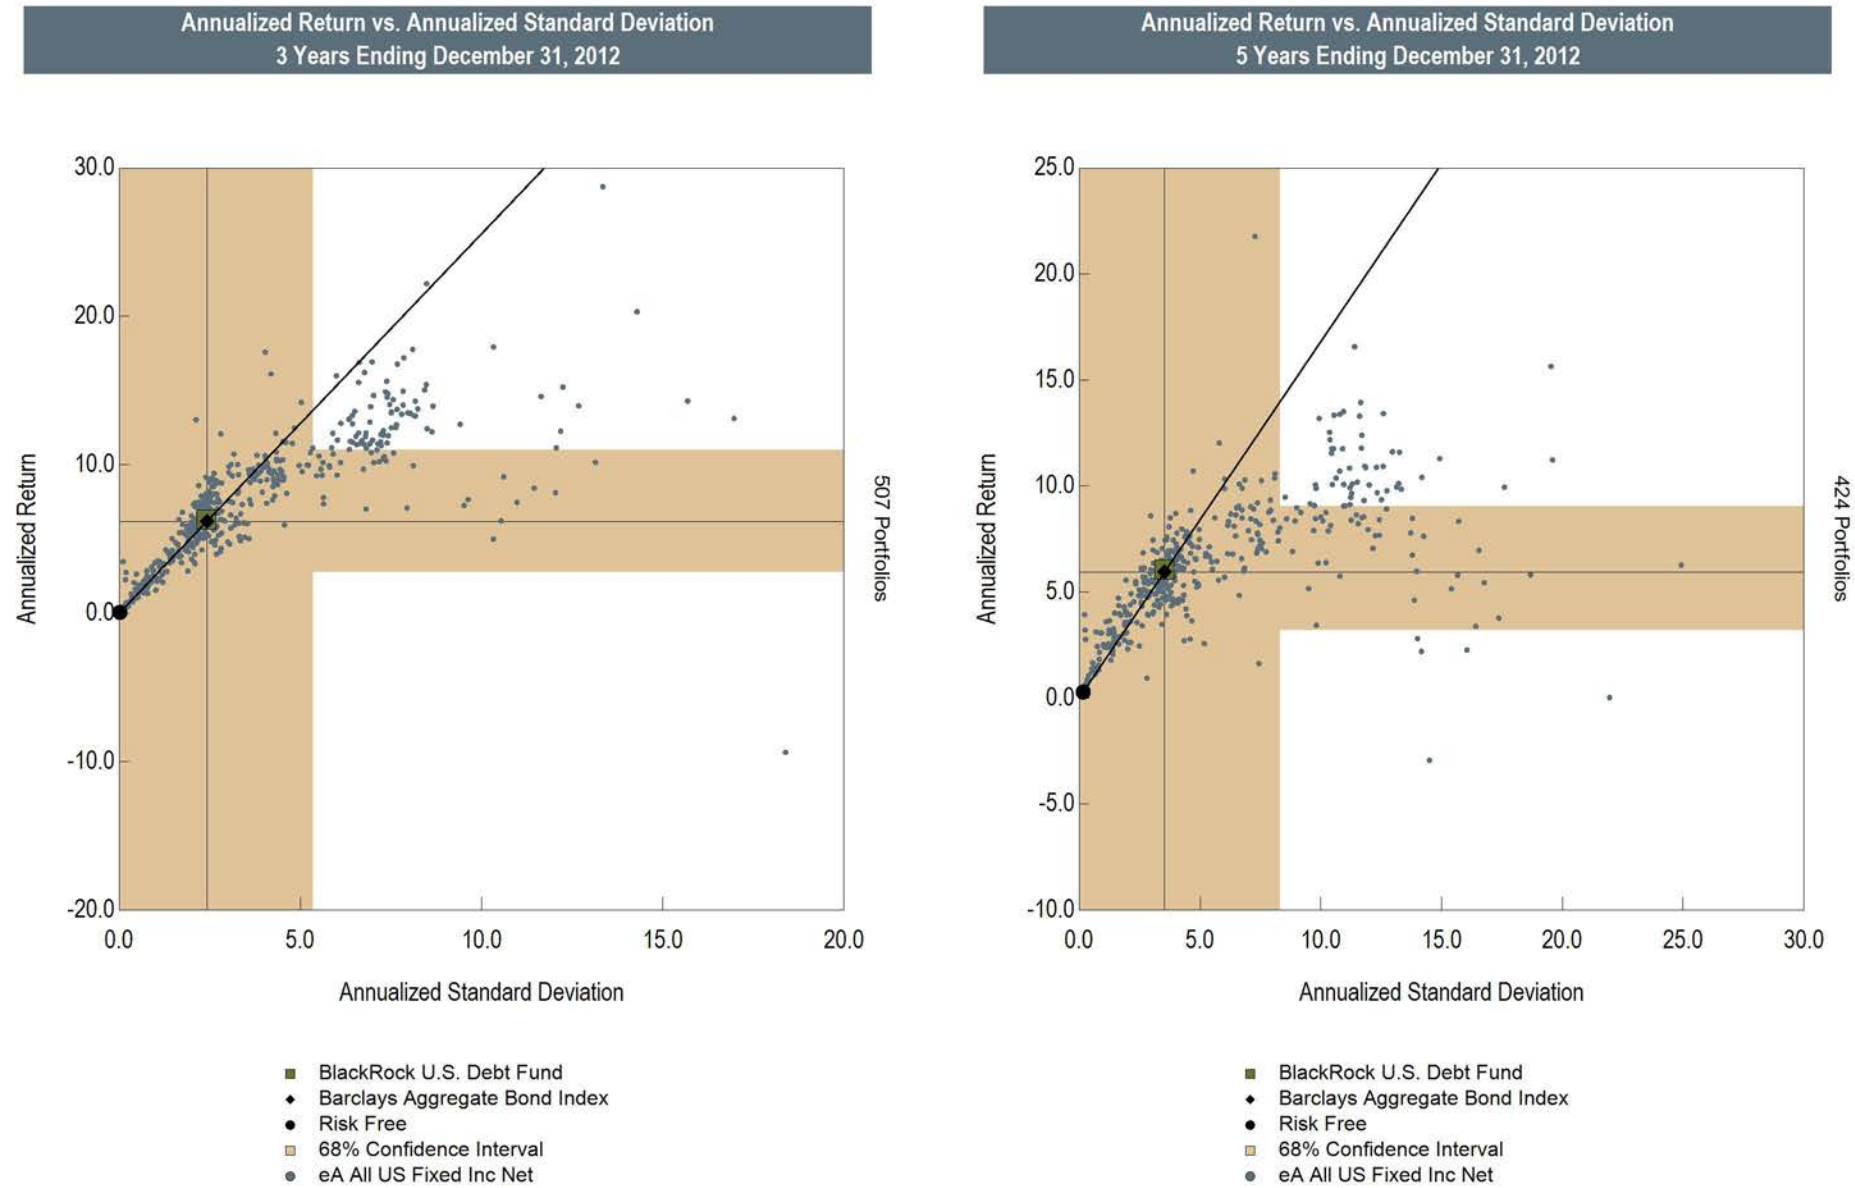 Annualized Return vs. Annualized Standard Deviation
3 Years Ending December 31, 2012
30.0
20.0
10.0
0.0
-10.0
-20.0
0.0
5.0
10.0
15.0
20.0
Annualized Return
Annualized Standard Deviation
507 Portfolios
BlackRock U.S. Debt Fund
Barclays Aggregate Bond Index
Risk Free
68% Confidence Interval
eA All US Fixed Inc Net
Annualized Return vs. Annualized Standard Deviation
5 Years Ending December 31, 2012
25.0
20.0
15.0
10.0
5.0
0.0
-5.0
-10.0
0.0
5.0
10.0
15.0
20.0
25.0
30.0
Annualized Return
Annualized Standard Deviation
424 Portfolios
BlackRock U.S. Debt Fund
Barclays Aggregate Bond Index
Risk Free
68% Confidence Interval
eA All US Fixed Inc Net